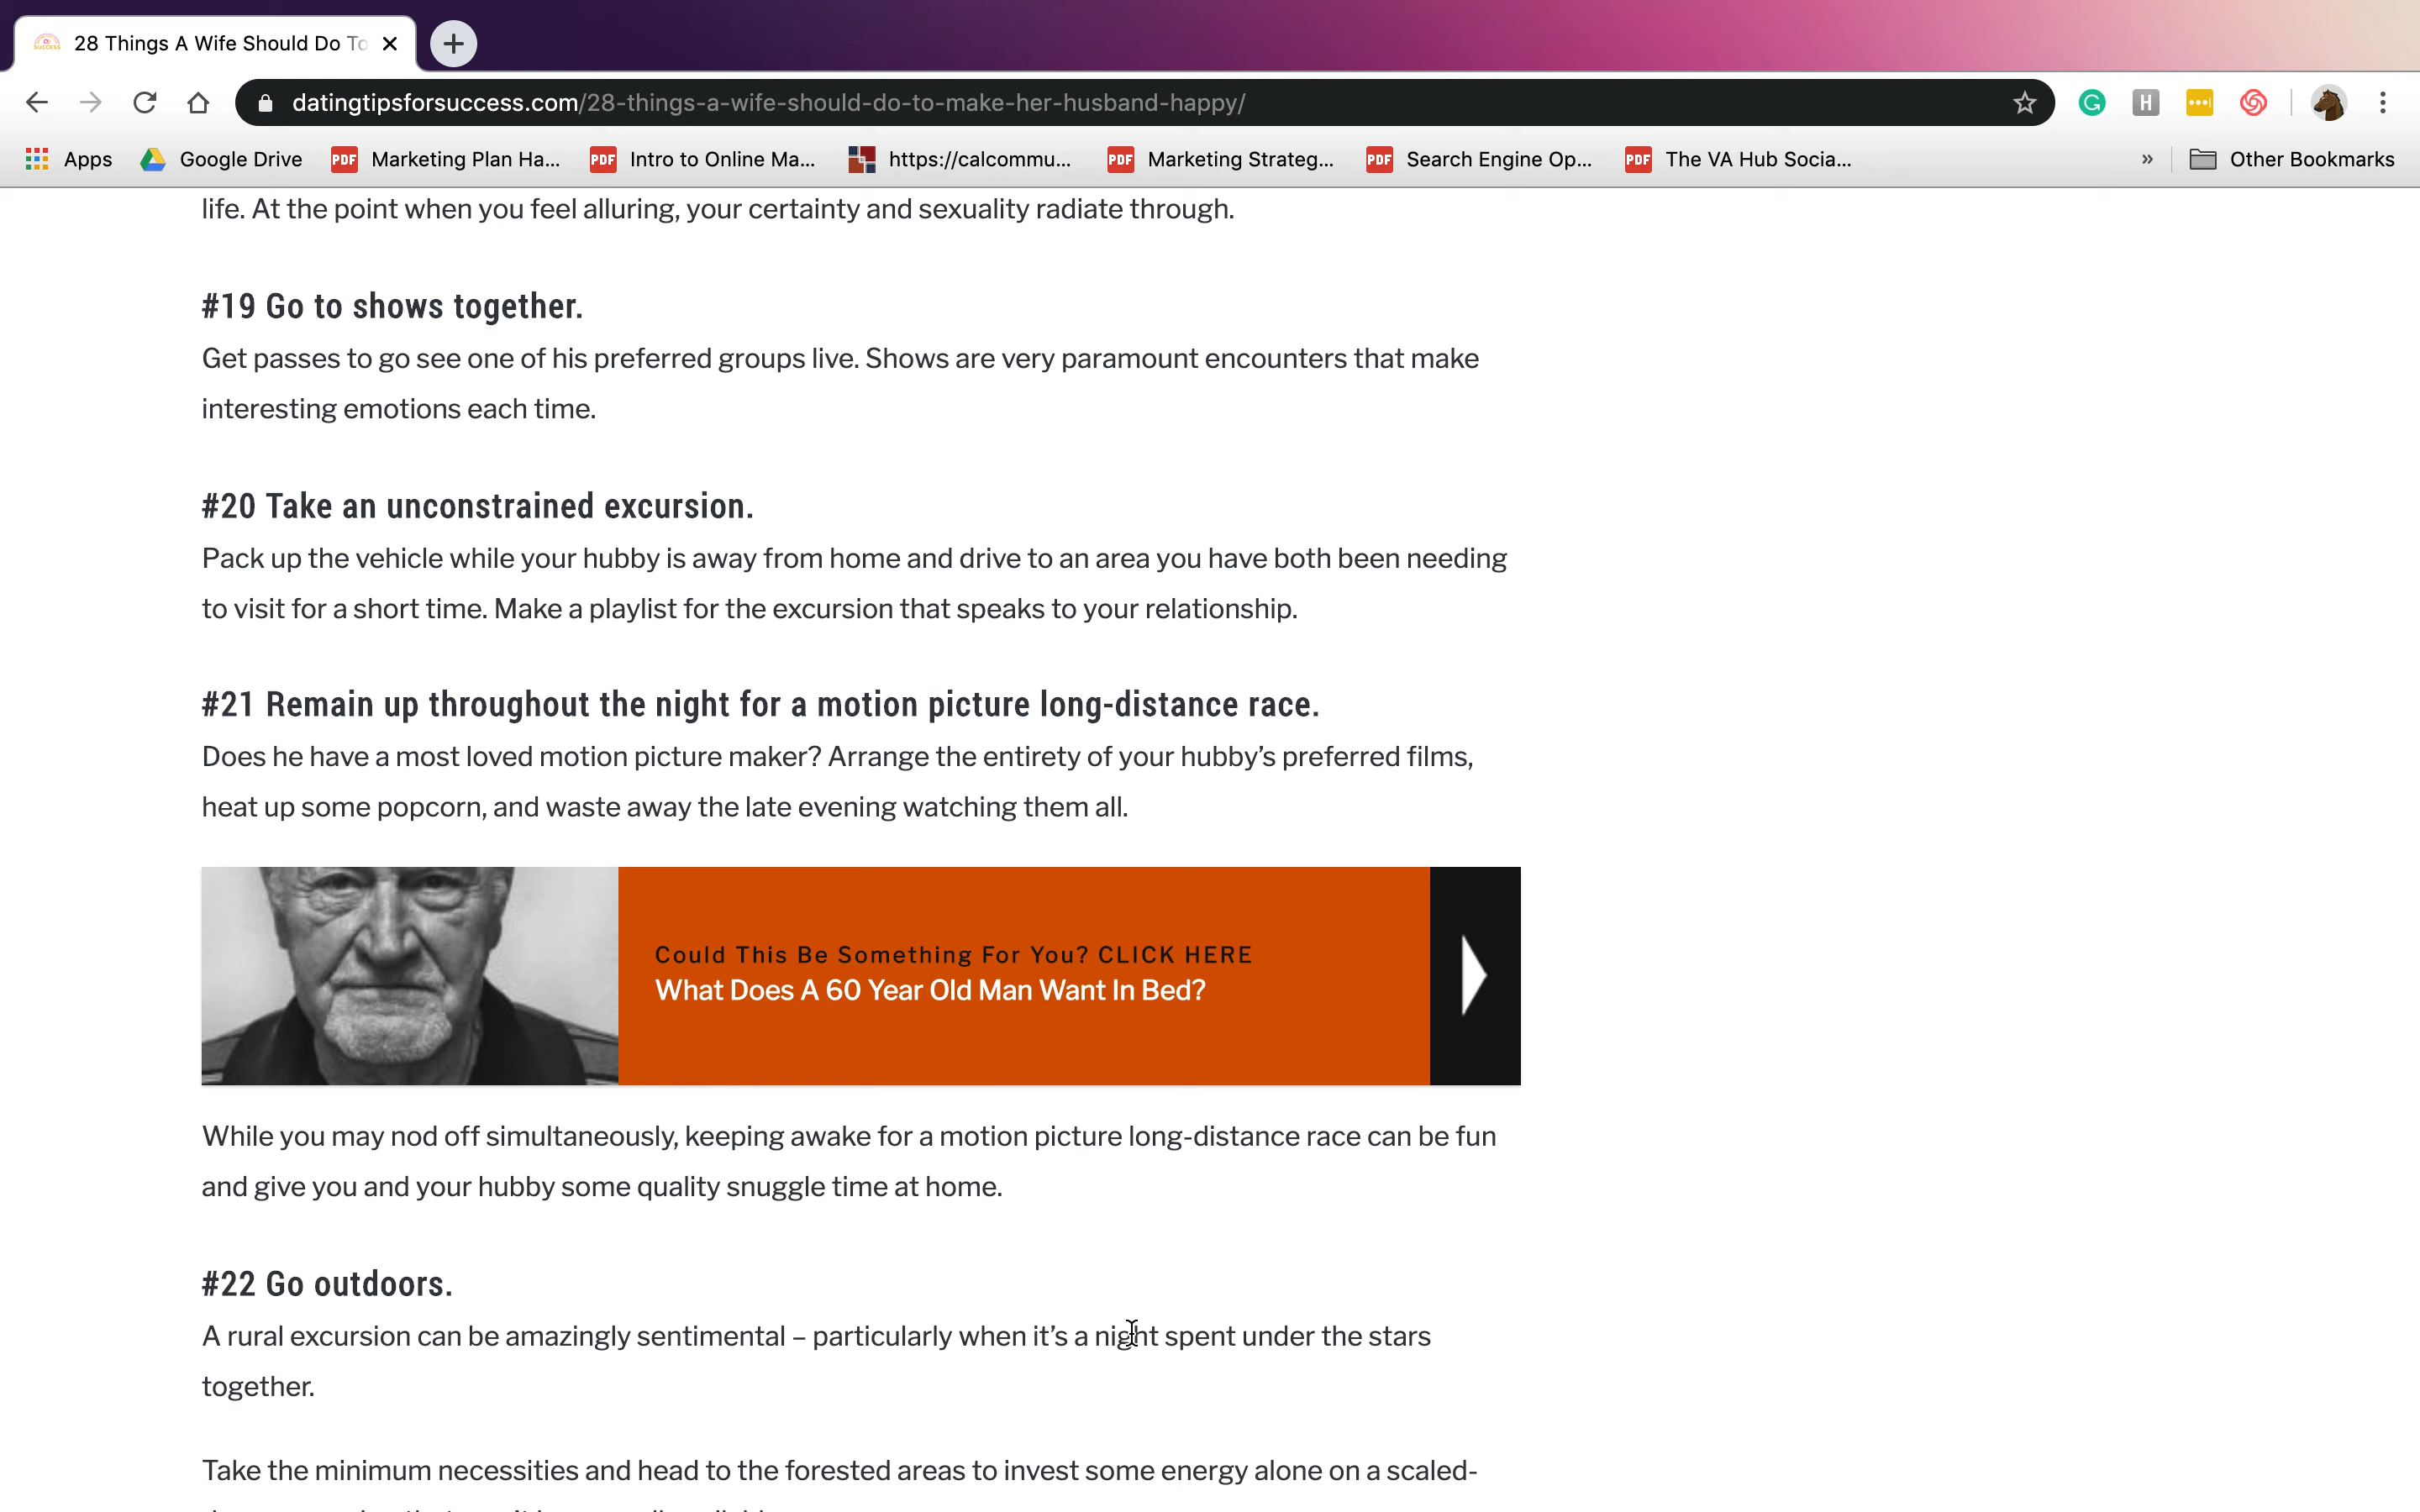 28 Things A Wife Should Do To
datingtipsforsuccess.com/28-things-a-wife-should-do-to-make-her-husband-happy/
Apps Google Drive PDF Marketing Plan Ha... PDF Intro to Online Ma... https://calcommu... PDF Marketing Strateg... PDF Search Engine Op... PDF The VA Hub Socia... » Other Bookmarks
life. At the point when you feel alluring, your certainty and sexuality radiate through.
#19 Go to shows together.
Get passes to go see one of his preferred groups live. Shows are very paramount encounters that make
interesting emotions each time.
#20 Take an unconstrained excursion.
Pack up the vehicle while your hubby is away from home and drive to an area you have both been needing
to visit for a short time. Make a playlist for the excursion that speaks to your relationship.
#21 Remain up throughout the night for a motion picture long-distance race.
Does he have a most loved motion picture maker? Arrange the entirety of your hubby's preferred films,
heat up some popcorn, and waste away the late evening watching them all.
Could This Be Something For You? CLICK HERE
What Does A 60 Year Old Man Want In Bed?
While you may nod off simultaneously, keeping awake for a motion picture long-distance race can be fun
and give you and your hubby some quality snuggle time at home.
#22 Go outdoors.
A rural excursion can be amazingly sentimental – particularly when it's a night spent under the stars
together.
Take the minimum necessities and head to the forested areas to invest some energy alone on a scaled-